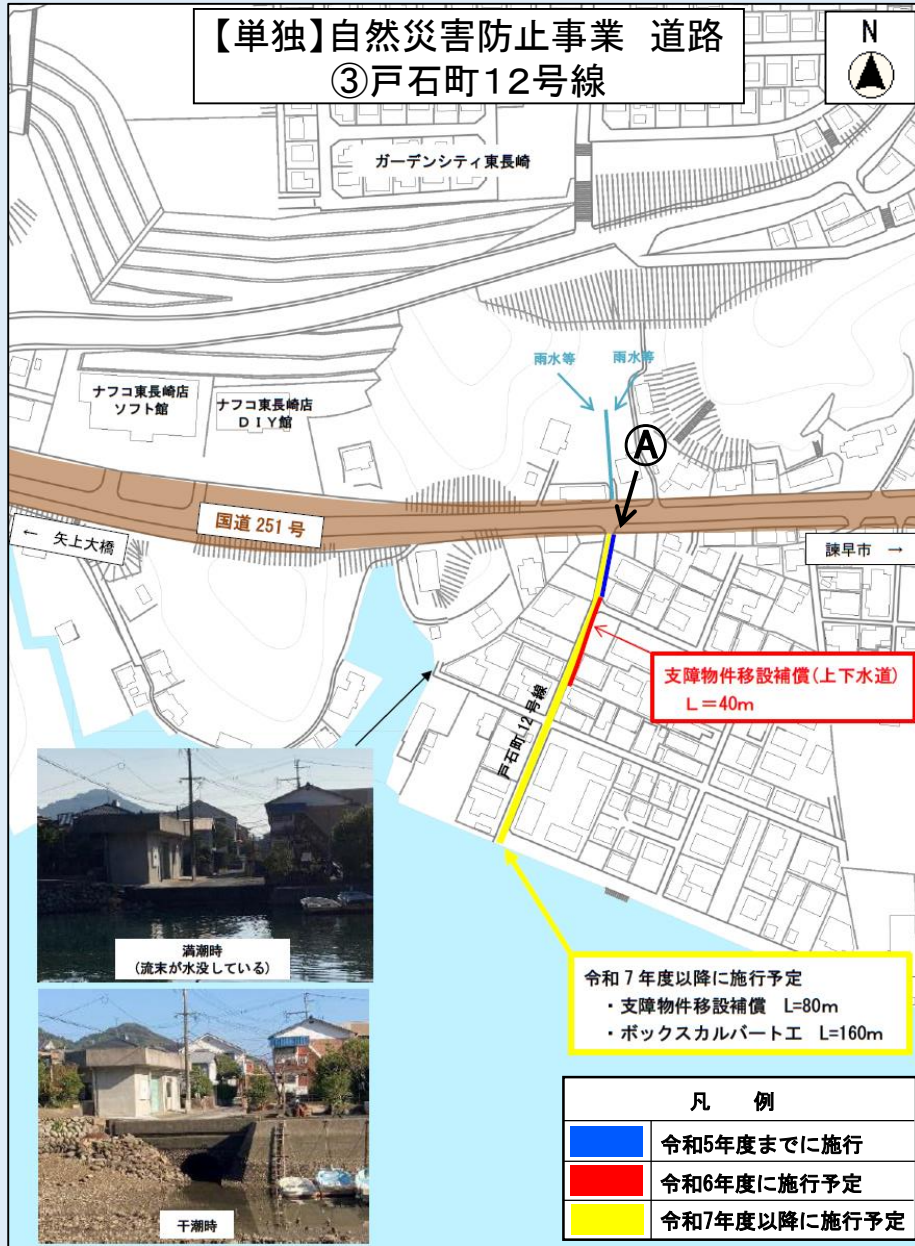 【単独】自然災害防止事業 道路
③戸石町12号線
N
ガーデンシティ東長崎
雨水等
雨水等
ナフコ東長崎店
ソフト館
ナフコ東長崎店
DIY館
Ⓐ
国道251号
← 矢上大橋
諫早市 →
支障物件移設補償(上下水道)
L=40m
戸石町12号線
満潮時
(流末が水没している)
令和7年度以降に施行予定
・支障物件移設補償 L=80m
・ボックスカルバート工 L=160m
干潮時
凡 例
令和5年度までに施行
令和6年度に施行予定
令和7年度以降に施行予定